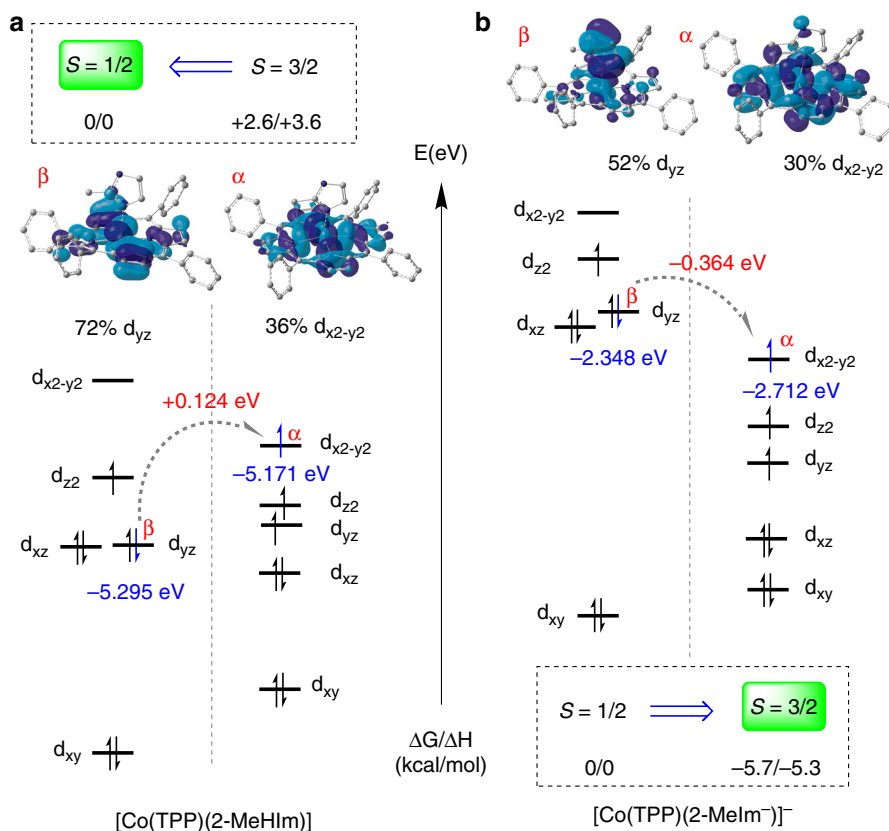 a
S = 1/2
S = 3/2
0/0
+2.6/+3.6
β
α
72% dyz
36% dx2-y2
dx2-y2
+0.124 eV
α
dx2-y2
−5.171 eV
dz2
dz2
dyz
β
dxz
dyz
dxz
−5.295 eV
dxy
dxy
[Co(TPP)(2-MeHIm)]
E(eV)
ΔG/ΔH
(kcal/mol)
b
β
α
52% dyz
30% dx2-y2
dx2-y2
dz2
−0.364 eV
β
dxz
dyz
−2.348 eV
α
dx2-y2
−2.712 eV
dz2
dyz
dxz
dxy
dxy
S = 1/2
S = 3/2
0/0
−5.7/−5.3
[Co(TPP)(2-MeIm⁻)]⁻